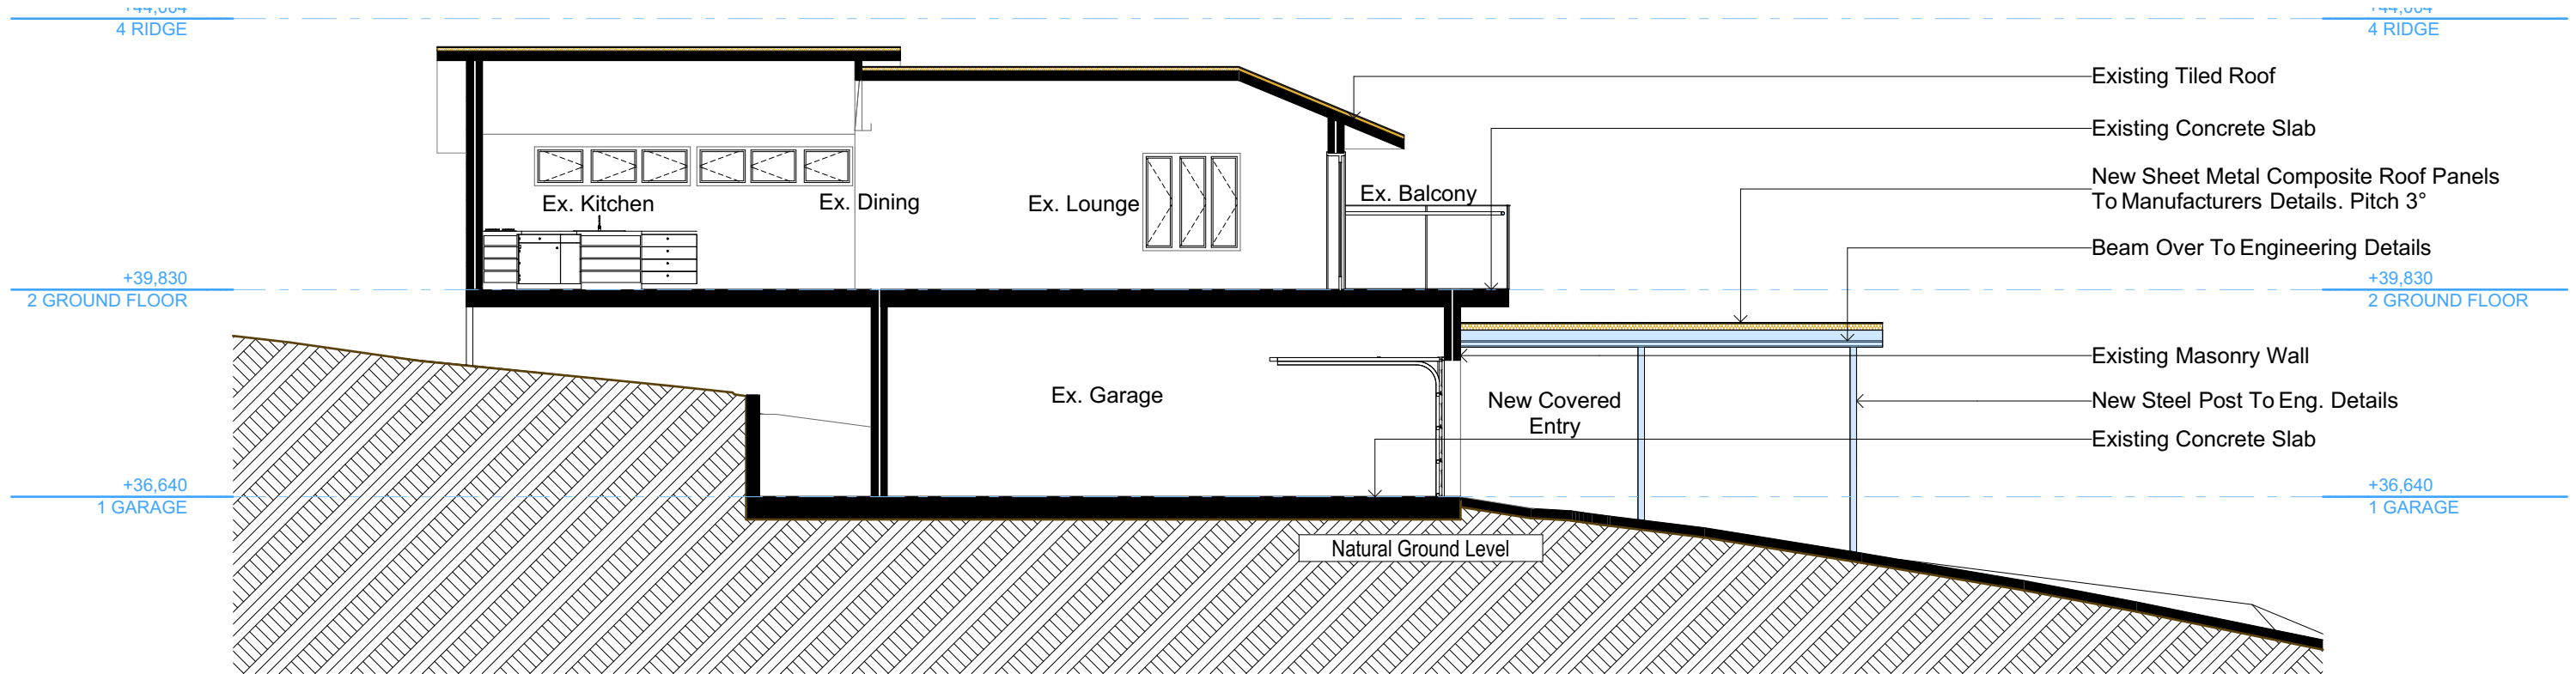 4 RIDGE
4 RIDGE
Existing Tiled Roof
Existing Concrete Slab
New Sheet Metal Composite Roof Panels
To Manufacturers Details. Pitch 3°
Ex. Kitchen
Ex. Dining
Ex. Lounge
Ex. Balcony
Beam Over To Engineering Details
+39,830
2 GROUND FLOOR
+39,830
2 GROUND FLOOR
Existing Masonry Wall
Ex. Garage
New Covered
Entry
New Steel Post To Eng. Details
Existing Concrete Slab
+36,640
1 GARAGE
+36,640
1 GARAGE
Natural Ground Level